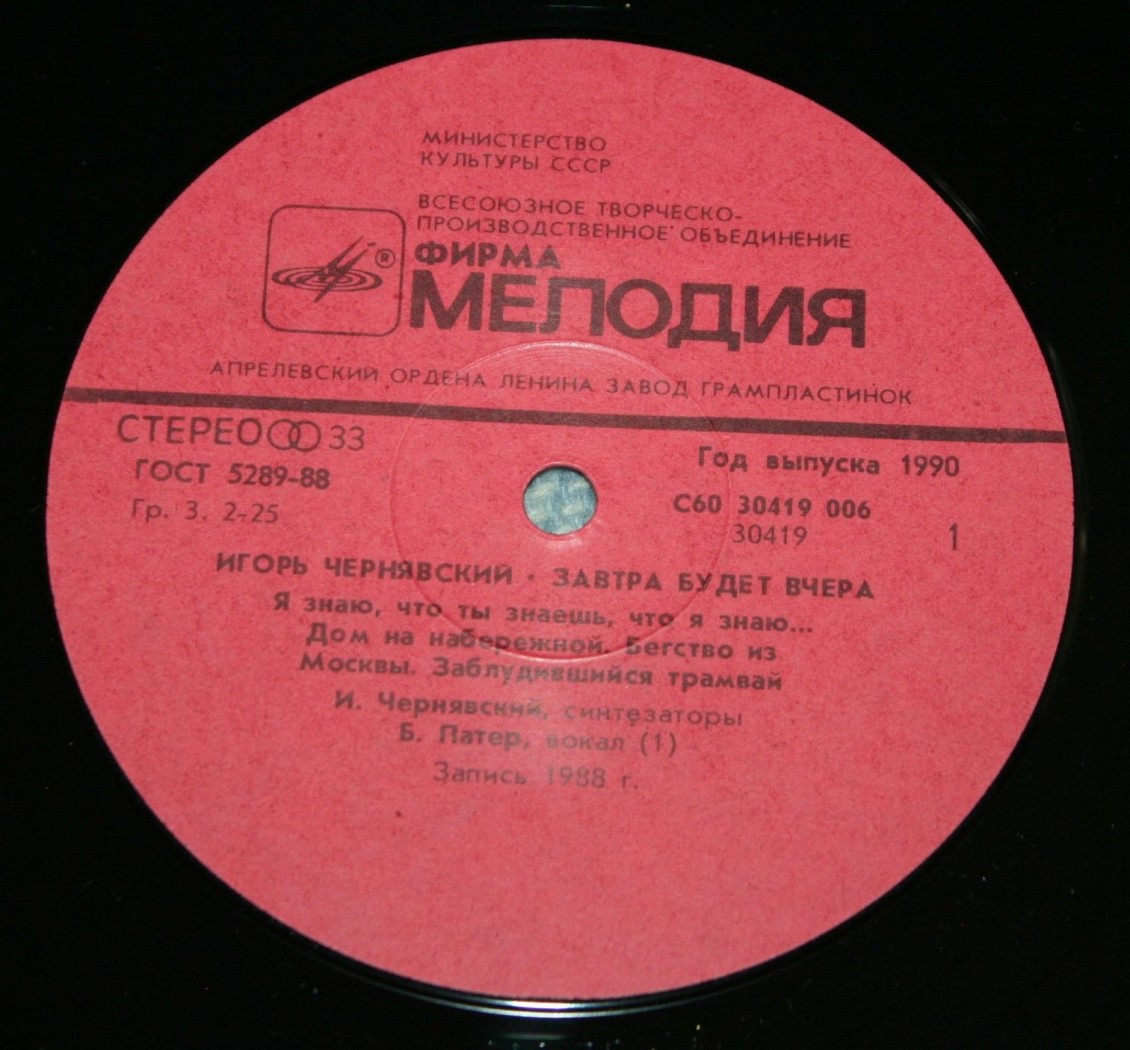 МИНИСТЕРСТВО
КУЛЬТУРЫ СССР
ВСЕСОЮЗНОЕ ТВОРЧЕСКО-
ПРОИЗВОДСТВЕННОЕ ОБЪЕДИНЕНИЕ
ФИРМА
®
МЕЛОДИЯ
АПРЕЛЕВСКИЙ ОРДЕНА ЛЕНИНА ЗАВОД ГРАМПЛАСТИНОК
СТЕРЕО 33
ГОСТ 5289-88
Гр. 3. 2-25
Год выпуска 1990
С60 30419 006
30419
1
ИГОРЬ ЧЕРНЯВСКИЙ · ЗАВТРА БУДЕТ ВЧЕРА
Я знаю, что ты знаешь, что я знаю...
Дом на набережной. Бегство из
Москвы. Заблудившийся трамвай
И. Чернявский, синтезаторы
Б. Патер, вокал (1)
Запись 1988 г.